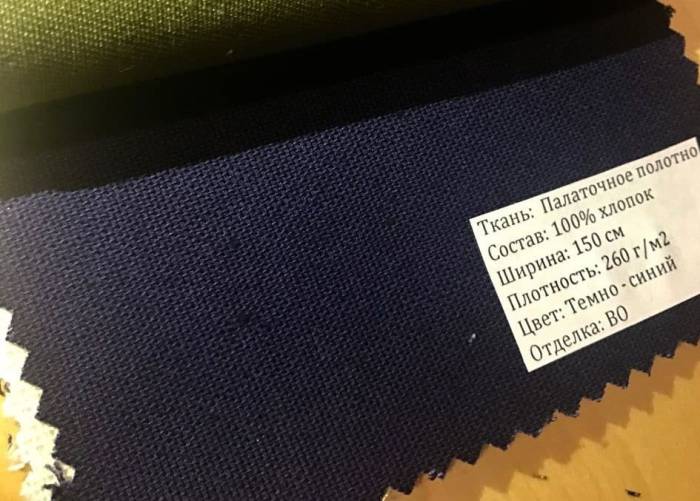 Ткань: Палаточное полотно
Состав: 100% хлопок
Ширина: 150 см
Плотность: 260 г/м2
Цвет: Темно - синий
Отделка: ВО